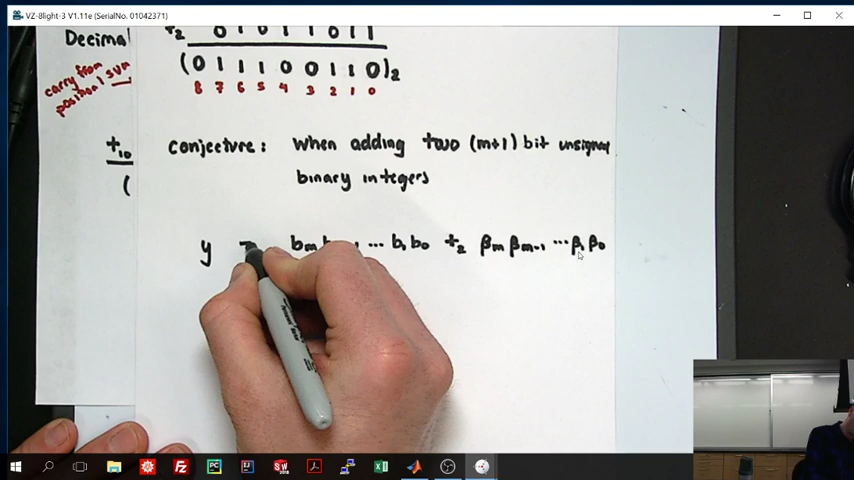 VZ-8light-3 V1.11e (SerialNo. 01042371)
+₂ 0 1 0 1 1 0 1 1
Decimal
(0 1 1 1 0 0 1 1 0)₂
8 7 6 5 4 3 2 1 0
carry from
positional sum
+₁₀
(
conjecture: When adding two (m+1) bit unsigned
binary integers
y = bₘ ... b₁ b₀ +₂ βₘ βₘ₋₁ ... β₁ β₀